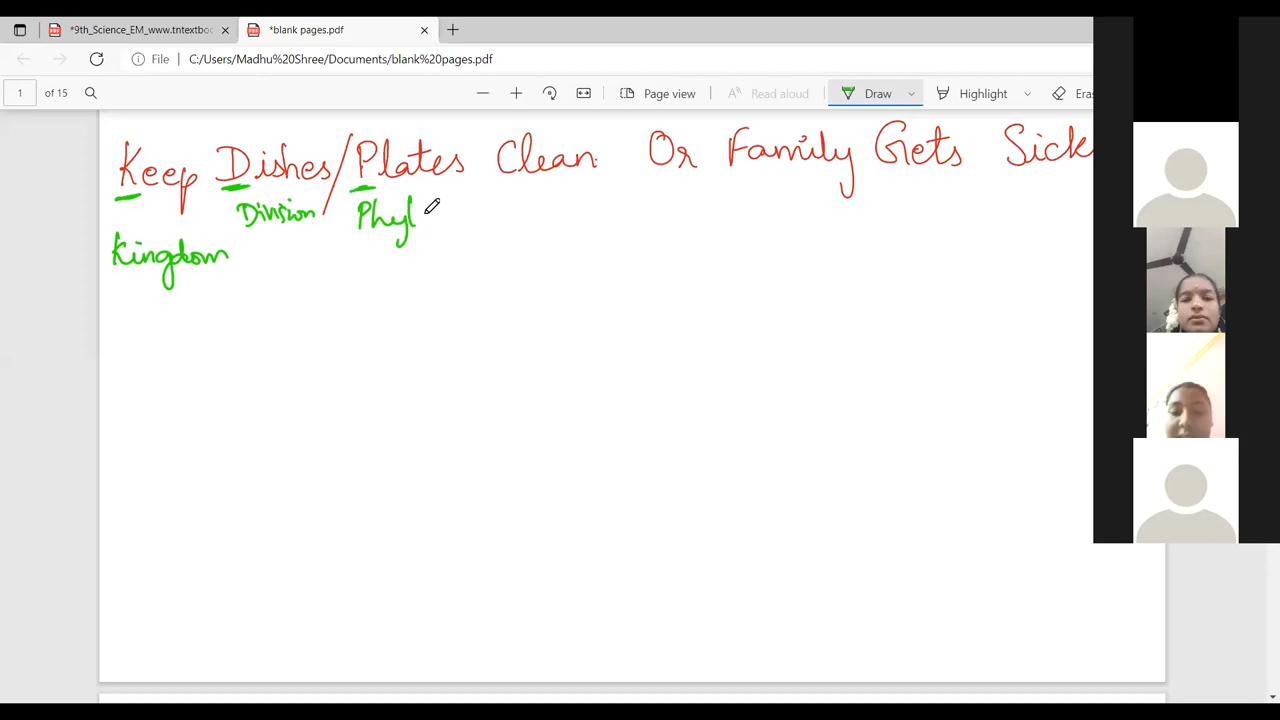 *9th_Science_EM_www.tntextboo
*blank pages.pdf
File C:/Users/Madhu%20Shree/Documents/blank%20pages.pdf
1 of 15 Page view Read aloud Draw Highlight Eras
Keep Dishes/Plates Clean Or Family Gets Sick
Division Phyl
Kingdom